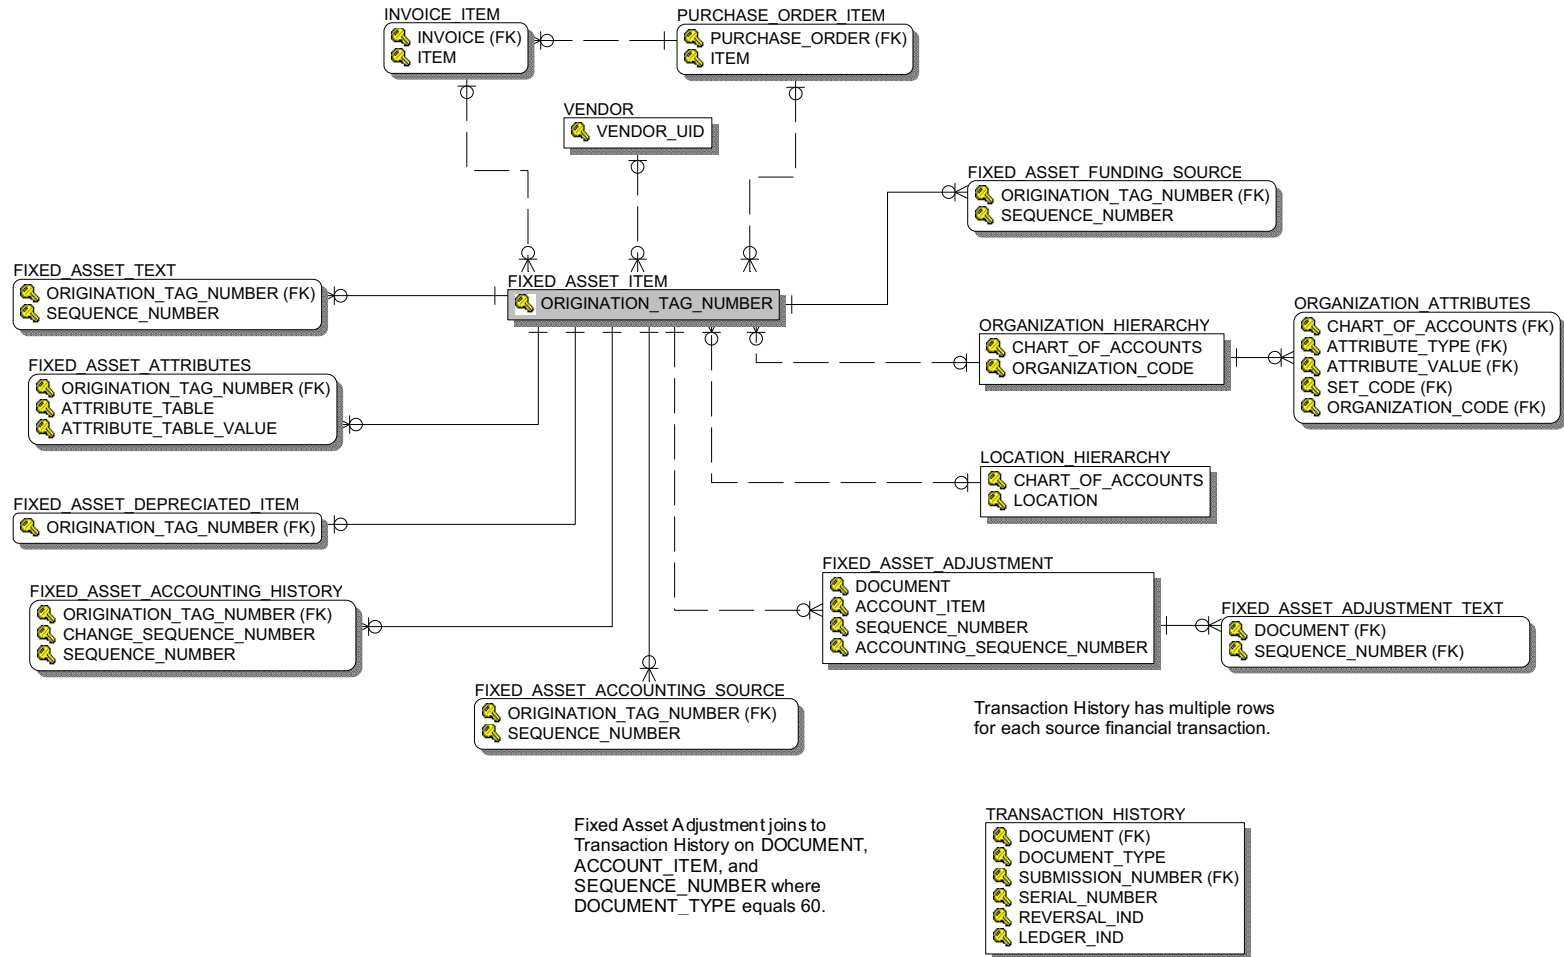 INVOICE_ITEM
INVOICE (FK)
ITEM
PURCHASE_ORDER_ITEM
PURCHASE_ORDER (FK)
ITEM
VENDOR
VENDOR_UID
FIXED_ASSET_FUNDING_SOURCE
ORIGINATION_TAG_NUMBER (FK)
SEQUENCE_NUMBER
FIXED_ASSET_TEXT
ORIGINATION_TAG_NUMBER (FK)
SEQUENCE_NUMBER
FIXED_ASSET_ITEM
ORIGINATION_TAG_NUMBER
ORGANIZATION_HIERARCHY
CHART_OF_ACCOUNTS
ORGANIZATION_CODE
ORGANIZATION_ATTRIBUTES
CHART_OF_ACCOUNTS (FK)
ATTRIBUTE_TYPE (FK)
ATTRIBUTE_VALUE (FK)
SET_CODE (FK)
ORGANIZATION_CODE (FK)
FIXED_ASSET_ATTRIBUTES
ORIGINATION_TAG_NUMBER (FK)
ATTRIBUTE_TABLE
ATTRIBUTE_TABLE_VALUE
LOCATION_HIERARCHY
CHART_OF_ACCOUNTS
LOCATION
FIXED_ASSET_DEPRECIATED_ITEM
ORIGINATION_TAG_NUMBER (FK)
FIXED_ASSET_ACCOUNTING_HISTORY
ORIGINATION_TAG_NUMBER (FK)
CHANGE_SEQUENCE_NUMBER
SEQUENCE_NUMBER
FIXED_ASSET_ADJUSTMENT
DOCUMENT
ACCOUNT_ITEM
SEQUENCE_NUMBER
ACCOUNTING_SEQUENCE_NUMBER
FIXED_ASSET_ADJUSTMENT_TEXT
DOCUMENT (FK)
SEQUENCE_NUMBER (FK)
FIXED_ASSET_ACCOUNTING_SOURCE
ORIGINATION_TAG_NUMBER (FK)
SEQUENCE_NUMBER
Transaction History has multiple rows
for each source financial transaction.
Fixed Asset Adjustment joins to
Transaction History on DOCUMENT,
ACCOUNT_ITEM, and
SEQUENCE_NUMBER where
DOCUMENT_TYPE equals 60.
TRANSACTION_HISTORY
DOCUMENT (FK)
DOCUMENT_TYPE
SUBMISSION_NUMBER (FK)
SERIAL_NUMBER
REVERSAL_IND
LEDGER_IND